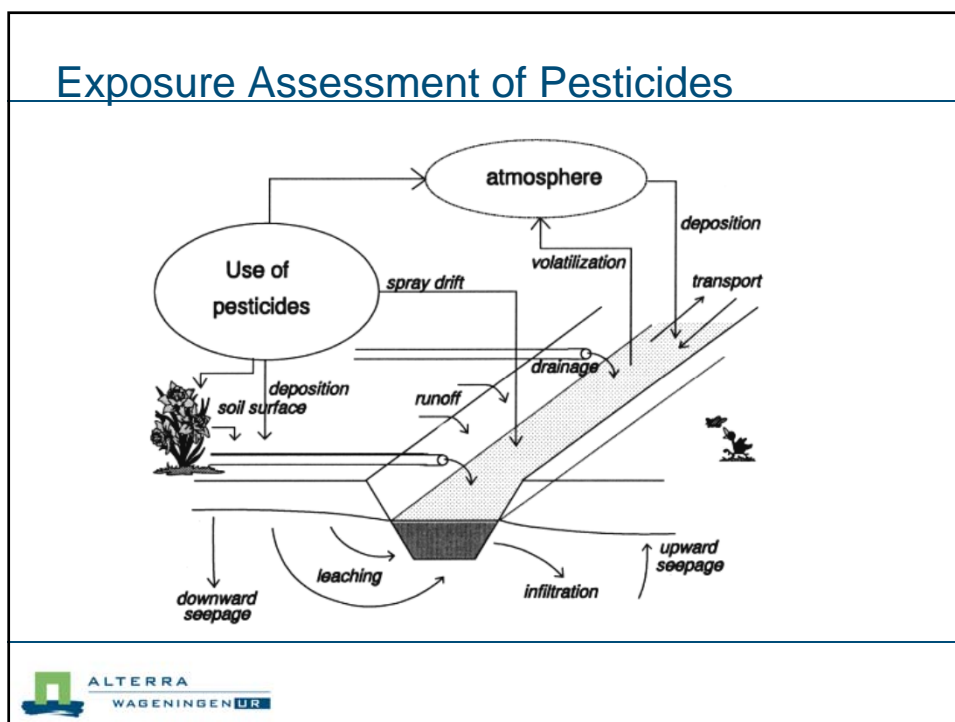 Exposure Assessment of Pesticides
atmosphere
deposition
Use of
pesticides
volatilization
spray drift
transport
drainage
deposition
runoff
soil surface
leaching
upward
seepage
infiltration
downward
seepage
ALTERRA
WAGENINGEN UR